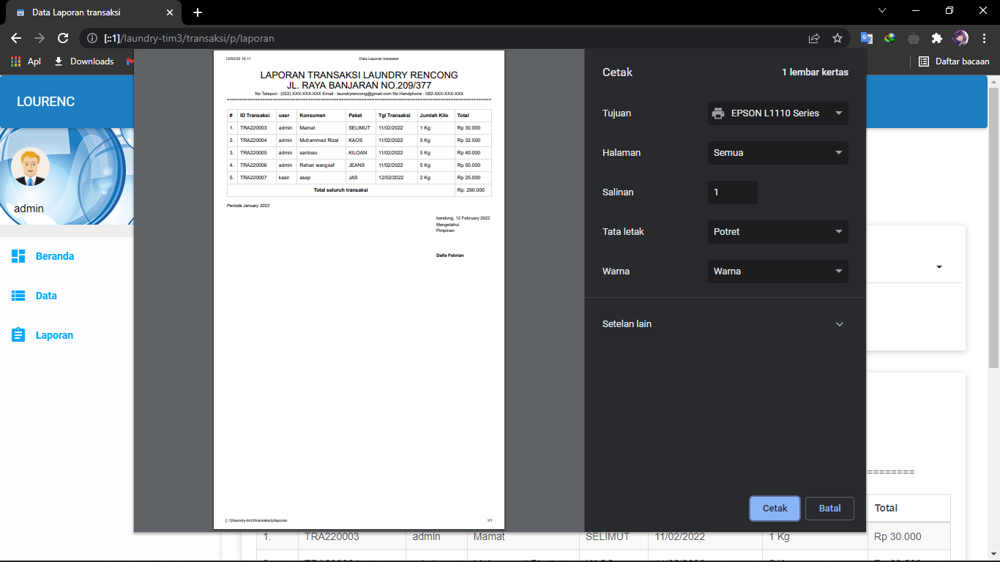 Data Laporan transaksi
[::1]/laundry-tim3/transaksi/p/laporan
Apl
Downloads
Daftar bacaan
LOURENC
admin
Beranda
Data
Laporan
12/02/22 16.11
Data Laporan transaksi
LAPORAN TRANSAKSI LAUNDRY RENCONG
JL. RAYA BANJARAN NO.209/377
No Telepon : (022) XXX-XXX-XXX Email : laundryrencong@gmail.com No Handphone : 082-XXX-XXX-XXX
# ID Transaksi user Konsumen Paket Tgl Transaksi Jumlah Kilo Total
1. TRA220003 admin Mamat SELIMUT 11/02/2022 1 Kg Rp 30.000
2. TRA220004 admin Muhammad Rizal KAOS 11/02/2022 5 Kg Rp 32.500
3. TRA220005 admin santoso KILOAN 11/02/2022 5 Kg Rp 40.000
4. TRA220006 admin Rehan wangsaf JEANS 11/02/2022 5 Kg Rp 50.000
5. TRA220007 kasir asep JAS 12/02/2022 2 Kg Rp 25.000
Total seluruh transaksi Rp. 290.000
Periode January 2022
bandung, 12 February 2022
Mengetahui
Pimpinan
Dalfa Febrian
[::1]/laundry-tim3/transaksi/p/laporan
1/1
Cetak
1 lembar kertas
Tujuan
EPSON L1110 Series
Halaman
Semua
Salinan
1
Tata letak
Potret
Warna
Warna
Setelan lain
Cetak
Batal
=========
Total
1. TRA220003 admin Mamat SELIMUT 11/02/2022 1 Kg Rp 30.000